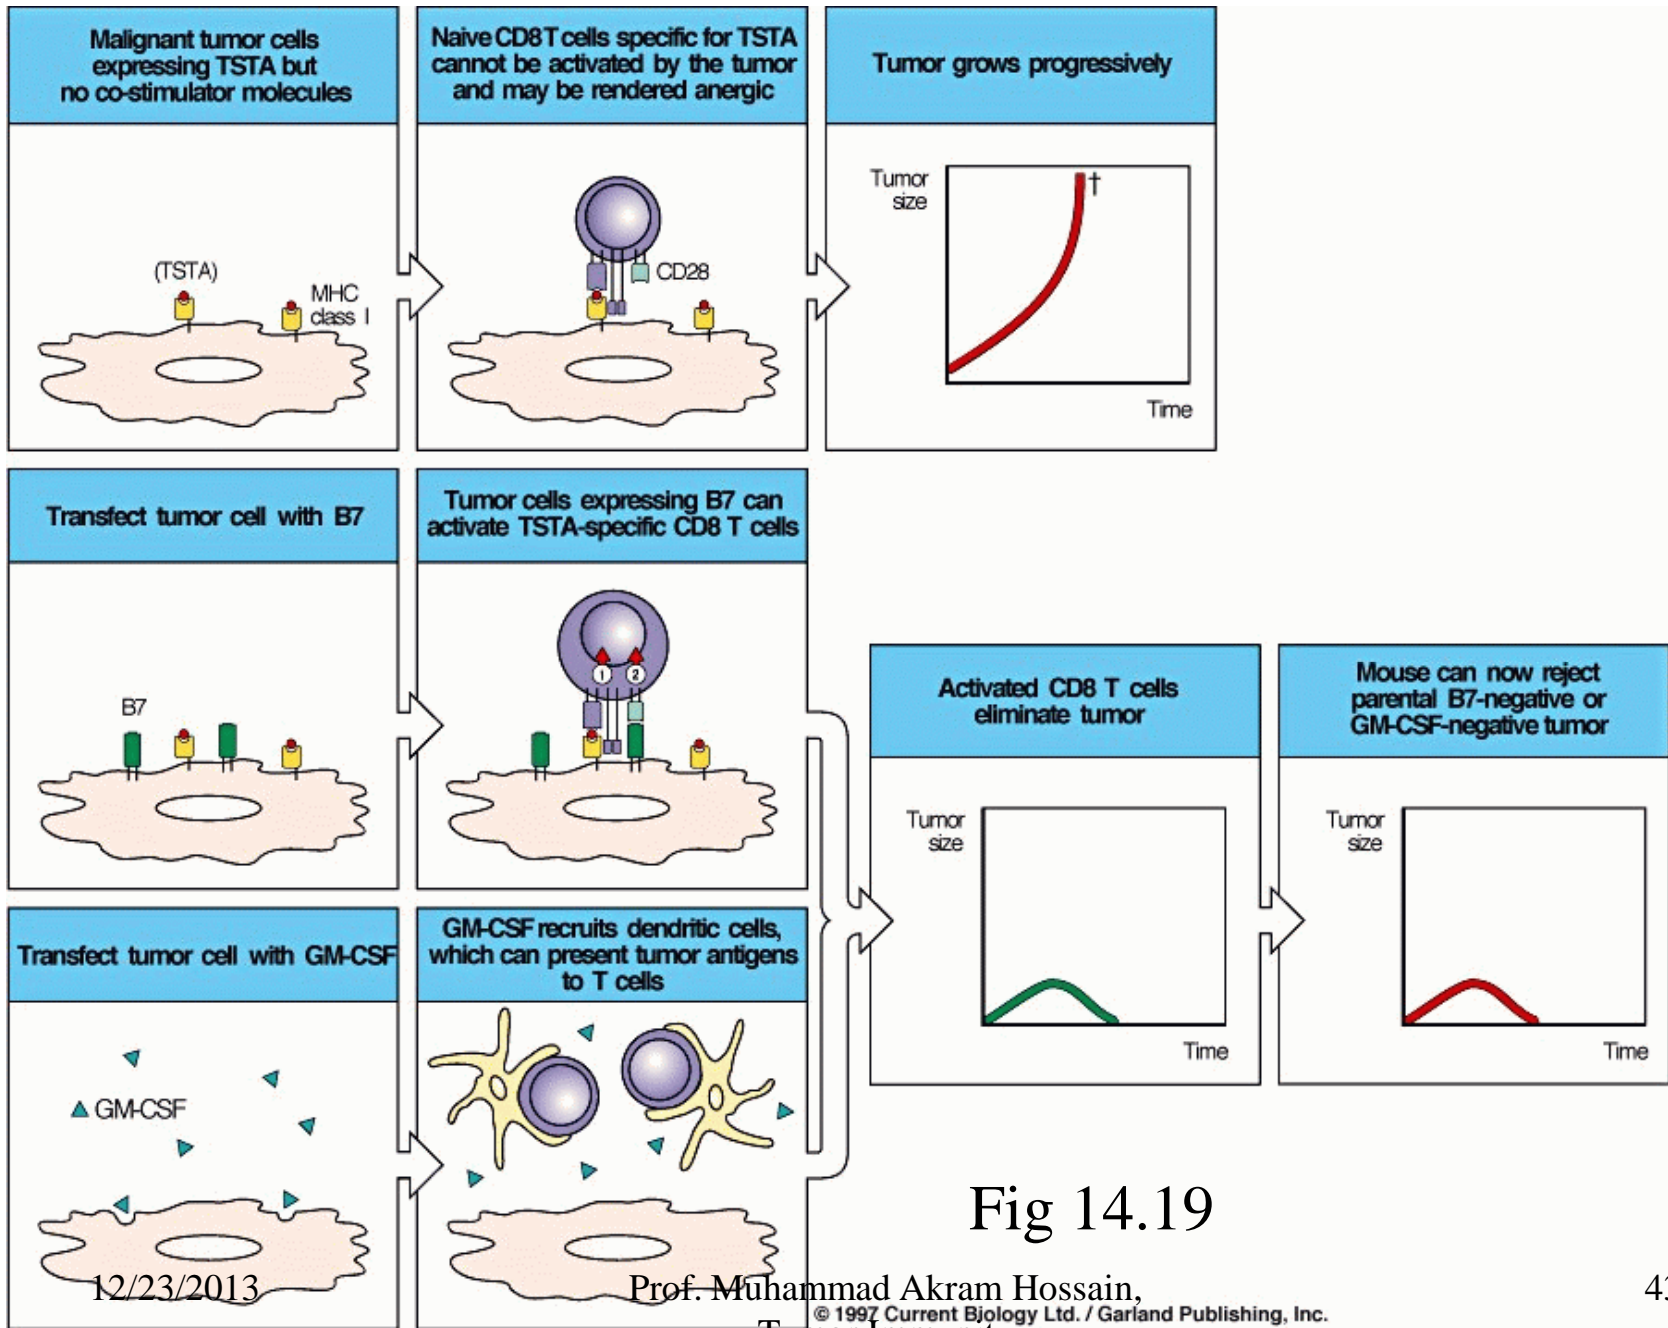 Malignant tumor cells
expressing TSTA but
no co-stimulator molecules
(TSTA)
MHC
class I
Naive CD8 T cells specific for TSTA
cannot be activated by the tumor
and may be rendered anergic
CD28
Tumor grows progressively
Tumor
size
†
Time
Transfect tumor cell with B7
B7
Tumor cells expressing B7 can
activate TSTA-specific CD8 T cells
1
2
Transfect tumor cell with GM-CSF
GM-CSF
GM-CSF recruits dendritic cells,
which can present tumor antigens
to T cells
Activated CD8 T cells
eliminate tumor
Tumor
size
Time
Mouse can now reject
parental B7-negative or
GM-CSF-negative tumor
Tumor
size
Time
Fig 14.19
12/23/2013
Prof. Muhammad Akram Hossain,
© 1997 Current Biology Ltd. / Garland Publishing, Inc.